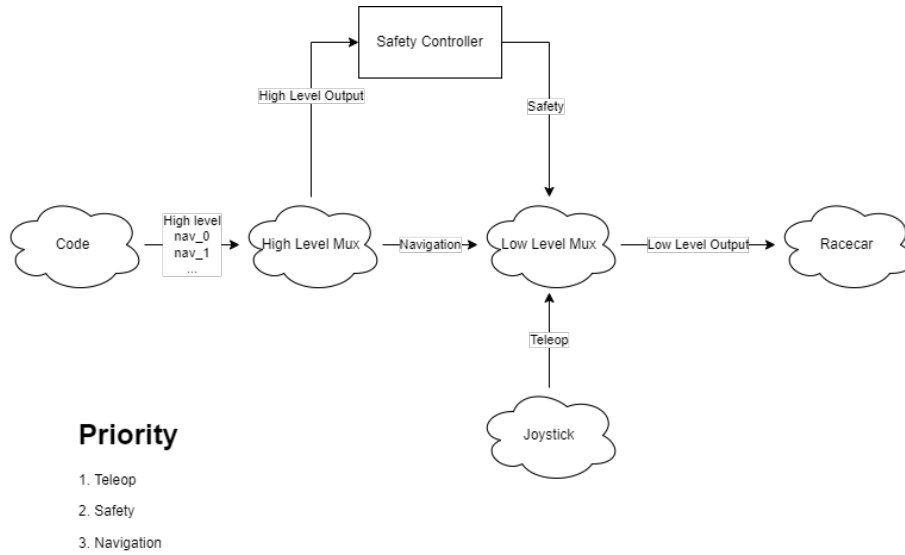 Safety Controller
High Level Output
Safety
Code
High level
nav_0
nav_1
...
High Level Mux
Navigation
Low Level Mux
Low Level Output
Racecar
Teleop
Joystick
Priority
1. Teleop
2. Safety
3. Navigation